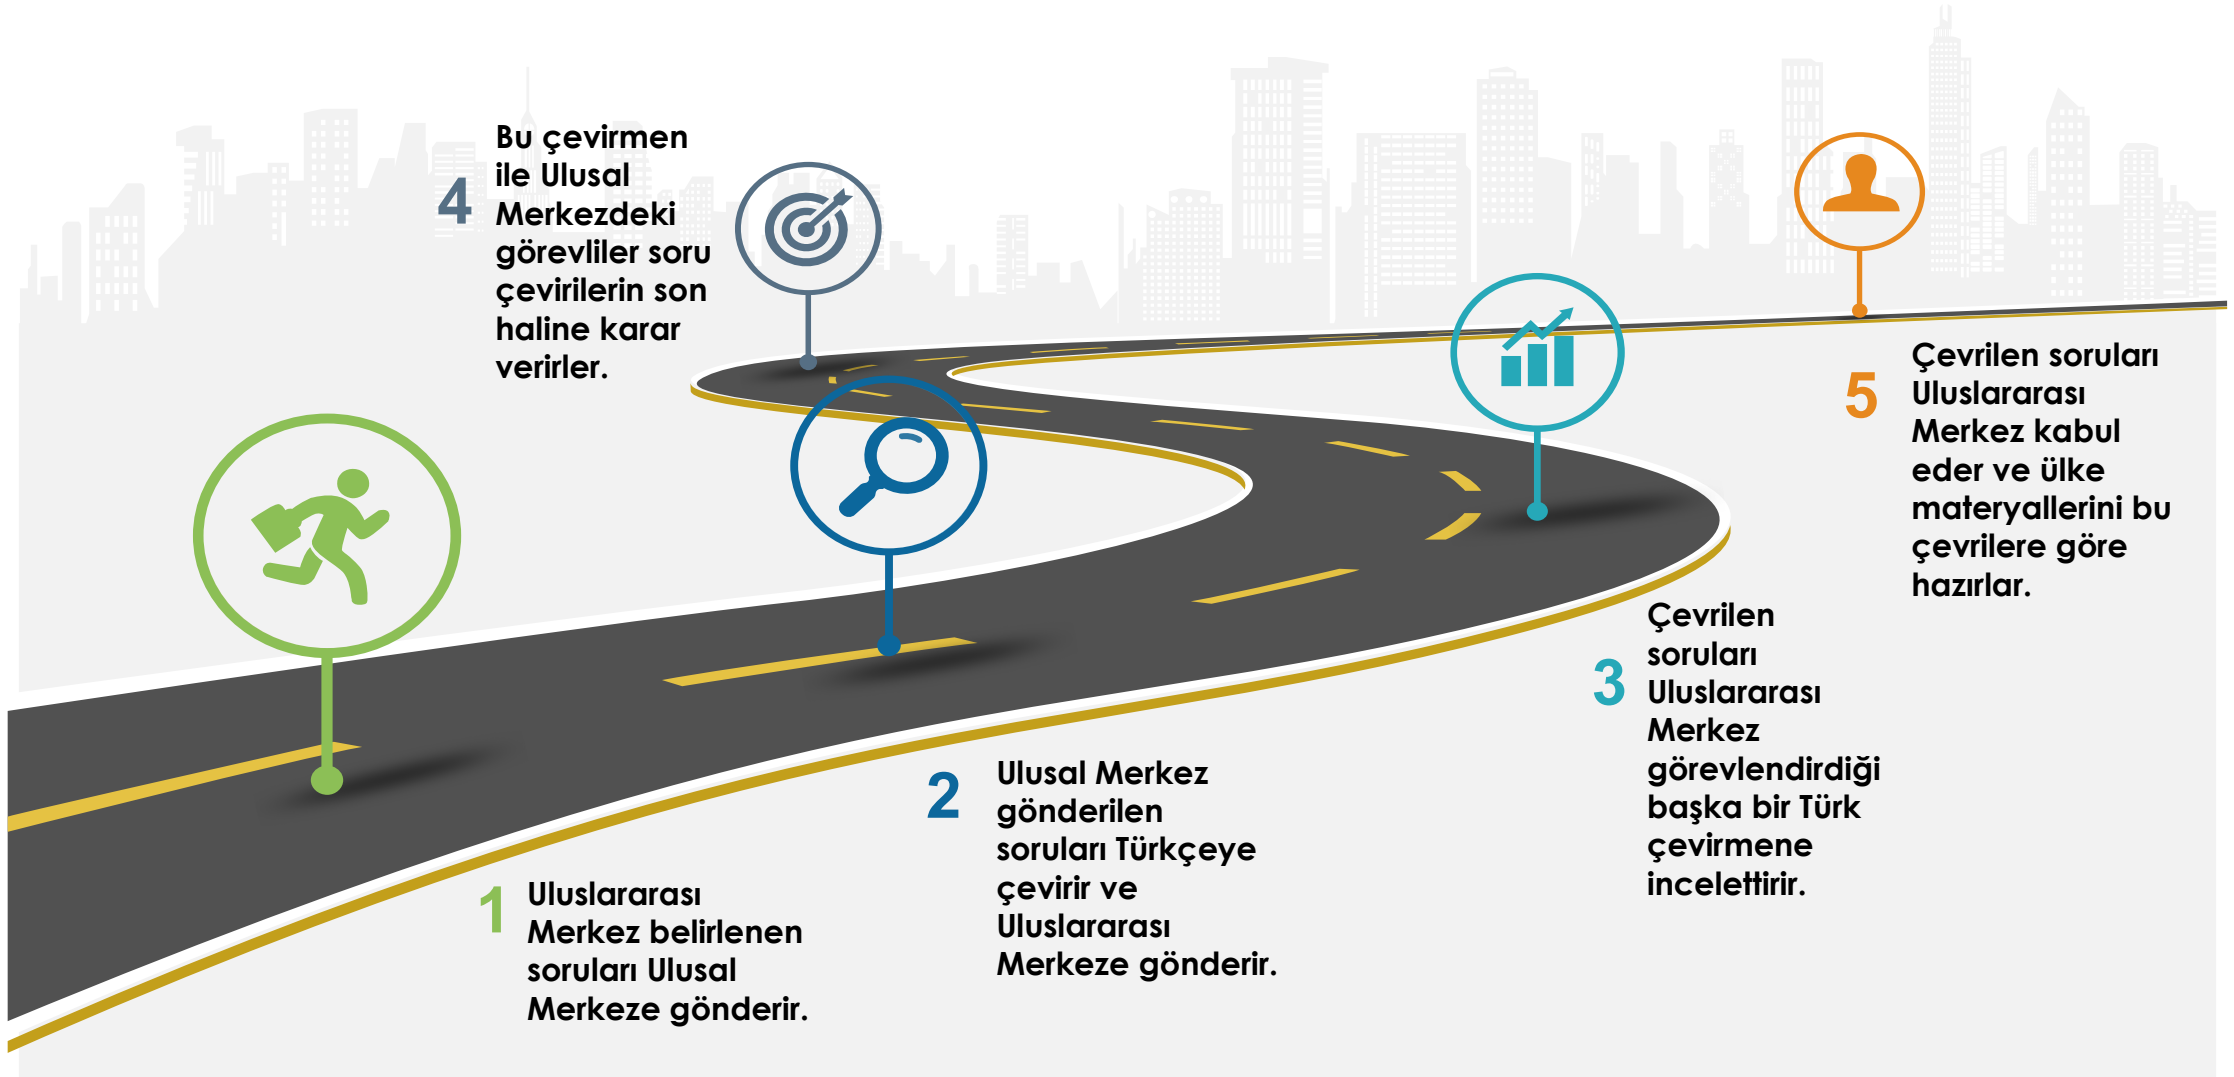 1
Uluslararası
Merkez belirlenen
soruları Ulusal
Merkeze gönderir.
2
Ulusal Merkez
gönderilen
soruları Türkçeye
çevirir ve
Uluslararası
Merkeze gönderir.
3
Çevrilen
soruları
Uluslararası
Merkez
görevlendirdiği
başka bir Türk
çevirmene
incelettirir.
4
Bu çevirmen
ile Ulusal
Merkezdeki
görevliler soru
çevirilerin son
haline karar
verirler.
5
Çevrilen soruları
Uluslararası
Merkez kabul
eder ve ülke
materyallerini bu
çevrilere göre
hazırlar.